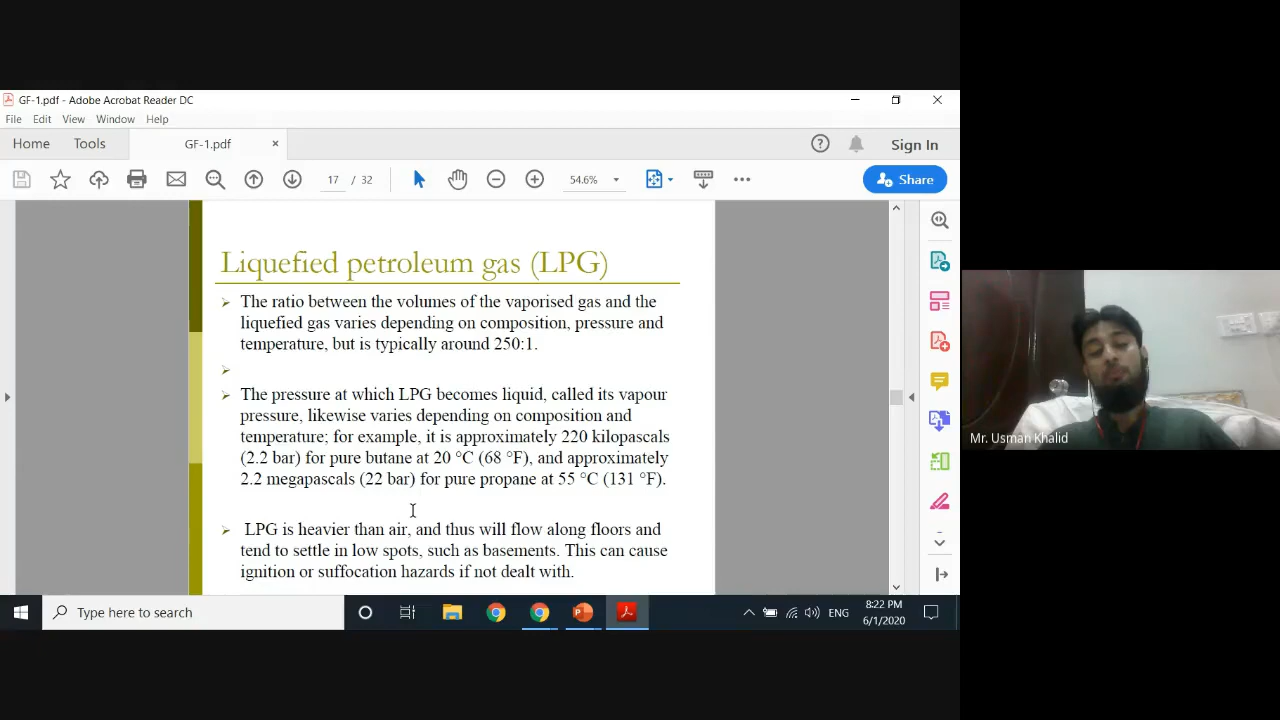 GF-1.pdf - Adobe Acrobat Reader DC
File Edit View Window Help
Home Tools GF-1.pdf × Sign In
17 / 32 54.6% Share
Liquefied petroleum gas (LPG)
The ratio between the volumes of the vaporised gas and the
liquefied gas varies depending on composition, pressure and
temperature, but is typically around 250:1.
The pressure at which LPG becomes liquid, called its vapour
pressure, likewise varies depending on composition and
temperature; for example, it is approximately 220 kilopascals
(2.2 bar) for pure butane at 20 °C (68 °F), and approximately
2.2 megapascals (22 bar) for pure propane at 55 °C (131 °F).
LPG is heavier than air, and thus will flow along floors and
tend to settle in low spots, such as basements. This can cause
ignition or suffocation hazards if not dealt with.
Mr. Usman Khalid
Type here to search
ENG
8:22 PM
6/1/2020